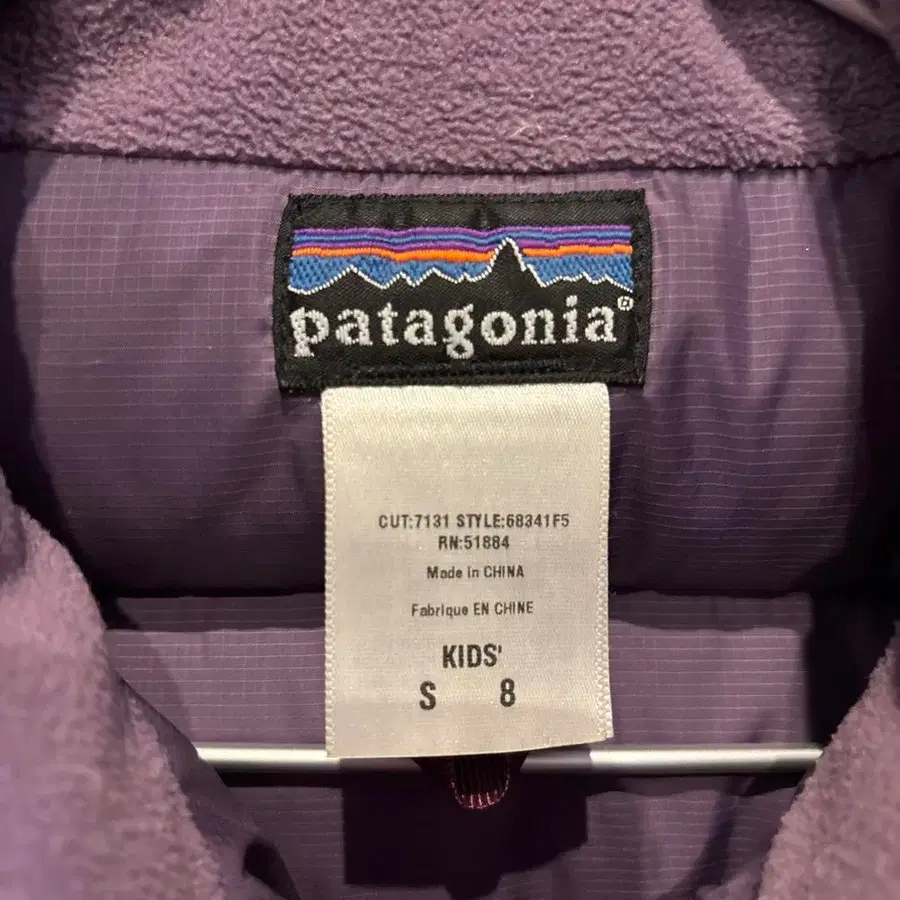 patagonia®
CUT:7131 STYLE:68341F5
RN:51884
Made in CHINA
Fabrique EN CHINE
KIDS'
S 8